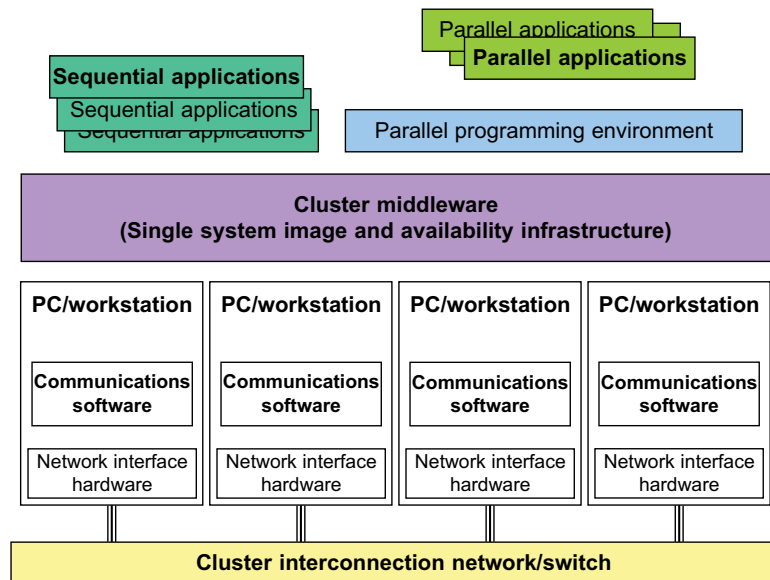 Parallel applications
Parallel applications
Sequential applications
Sequential applications
Sequential applications
Parallel programming environment
Cluster middleware
(Single system image and availability infrastructure)
PC/workstation
PC/workstation
PC/workstation
PC/workstation
Communications
software
Communications
software
Communications
software
Communications
software
Network interface
hardware
Network interface
hardware
Network interface
hardware
Network interface
hardware
Cluster interconnection network/switch